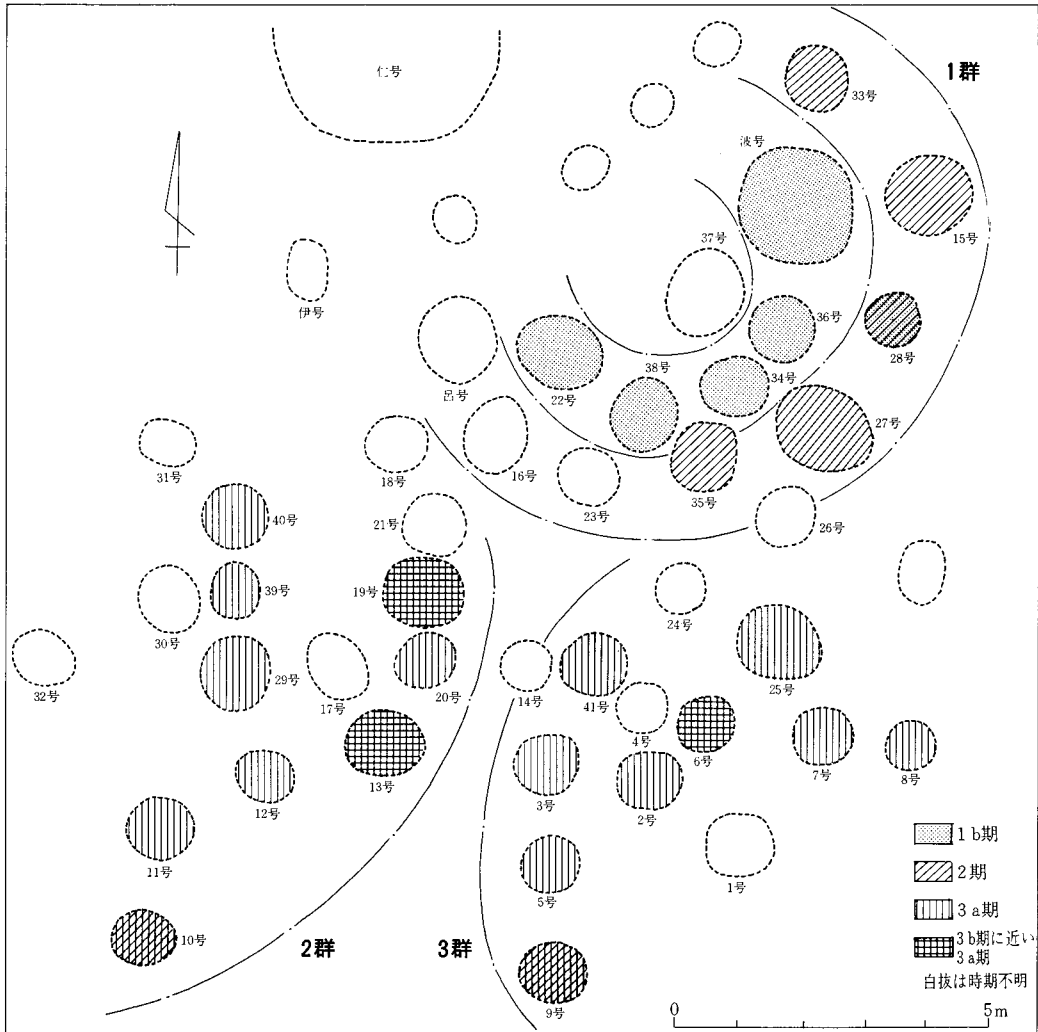 仁号
1群
33号
波号
15号
37号
伊号
36号
28号
呂号
22号
38号
34号
27号
31号
18号
16号
23号
35号
26号
40号
21号
39号
19号
24号
30号
32号
29号
17号
20号
14号
41号
4号
25号
6号
7号
8号
12号
13号
3号
2号
11号
5号
1号
10号
2群
3群
9号
1b期
2期
3a期
3b期に近い
3a期
白抜は時期不明
0
5m